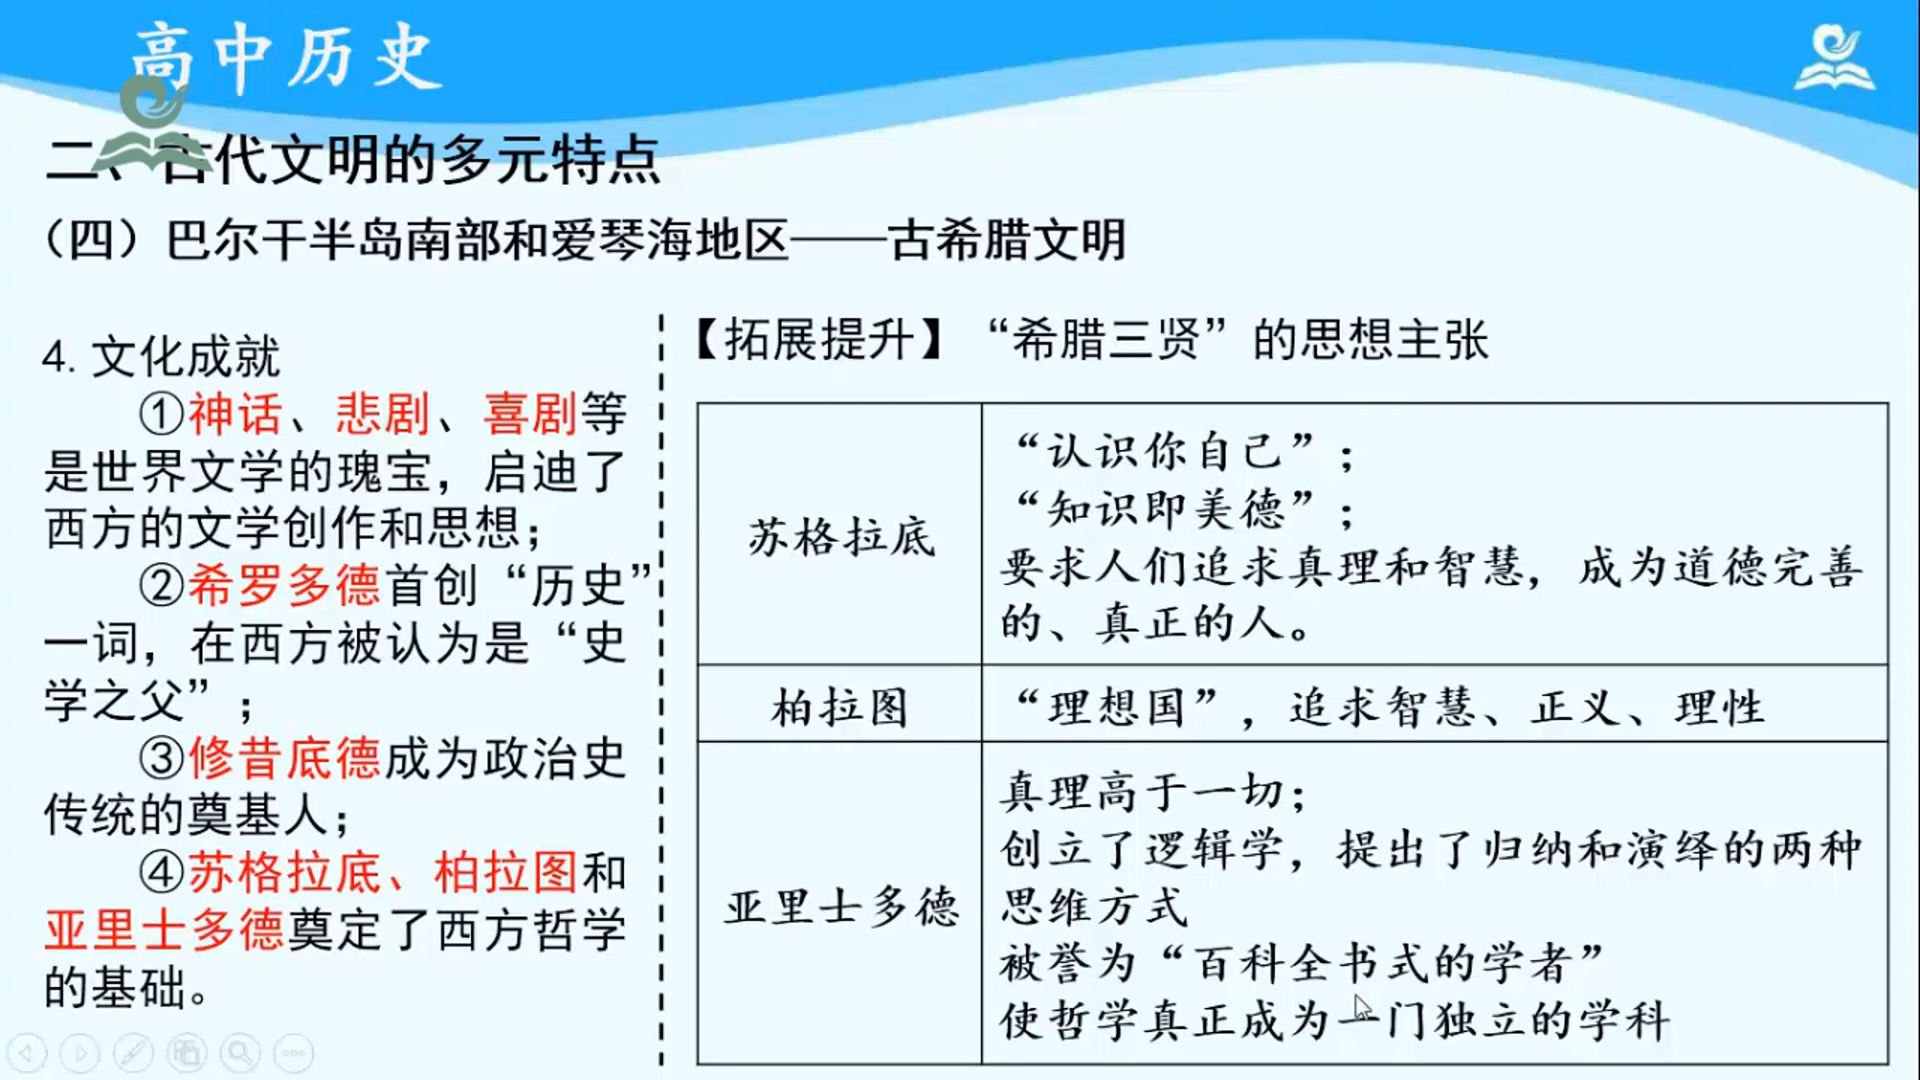 高中历史
二、古代文明的多元特点
（四）巴尔干半岛南部和爱琴海地区——古希腊文明
4. 文化成就
①神话、悲剧、喜剧等
是世界文学的瑰宝，启迪了
西方的文学创作和思想；
②希罗多德首创“历史”
一词，在西方被认为是“史
学之父”；
③修昔底德成为政治史
传统的奠基人；
④苏格拉底、柏拉图和
亚里士多德奠定了西方哲学
的基础。
【拓展提升】“希腊三贤”的思想主张
苏格拉底
“认识你自己”；
“知识即美德”；
要求人们追求真理和智慧，成为道德完善
的、真正的人。
柏拉图
“理想国”，追求智慧、正义、理性
亚里士多德
真理高于一切；
创立了逻辑学，提出了归纳和演绎的两种
思维方式
被誉为“百科全书式的学者”
使哲学真正成为一门独立的学科